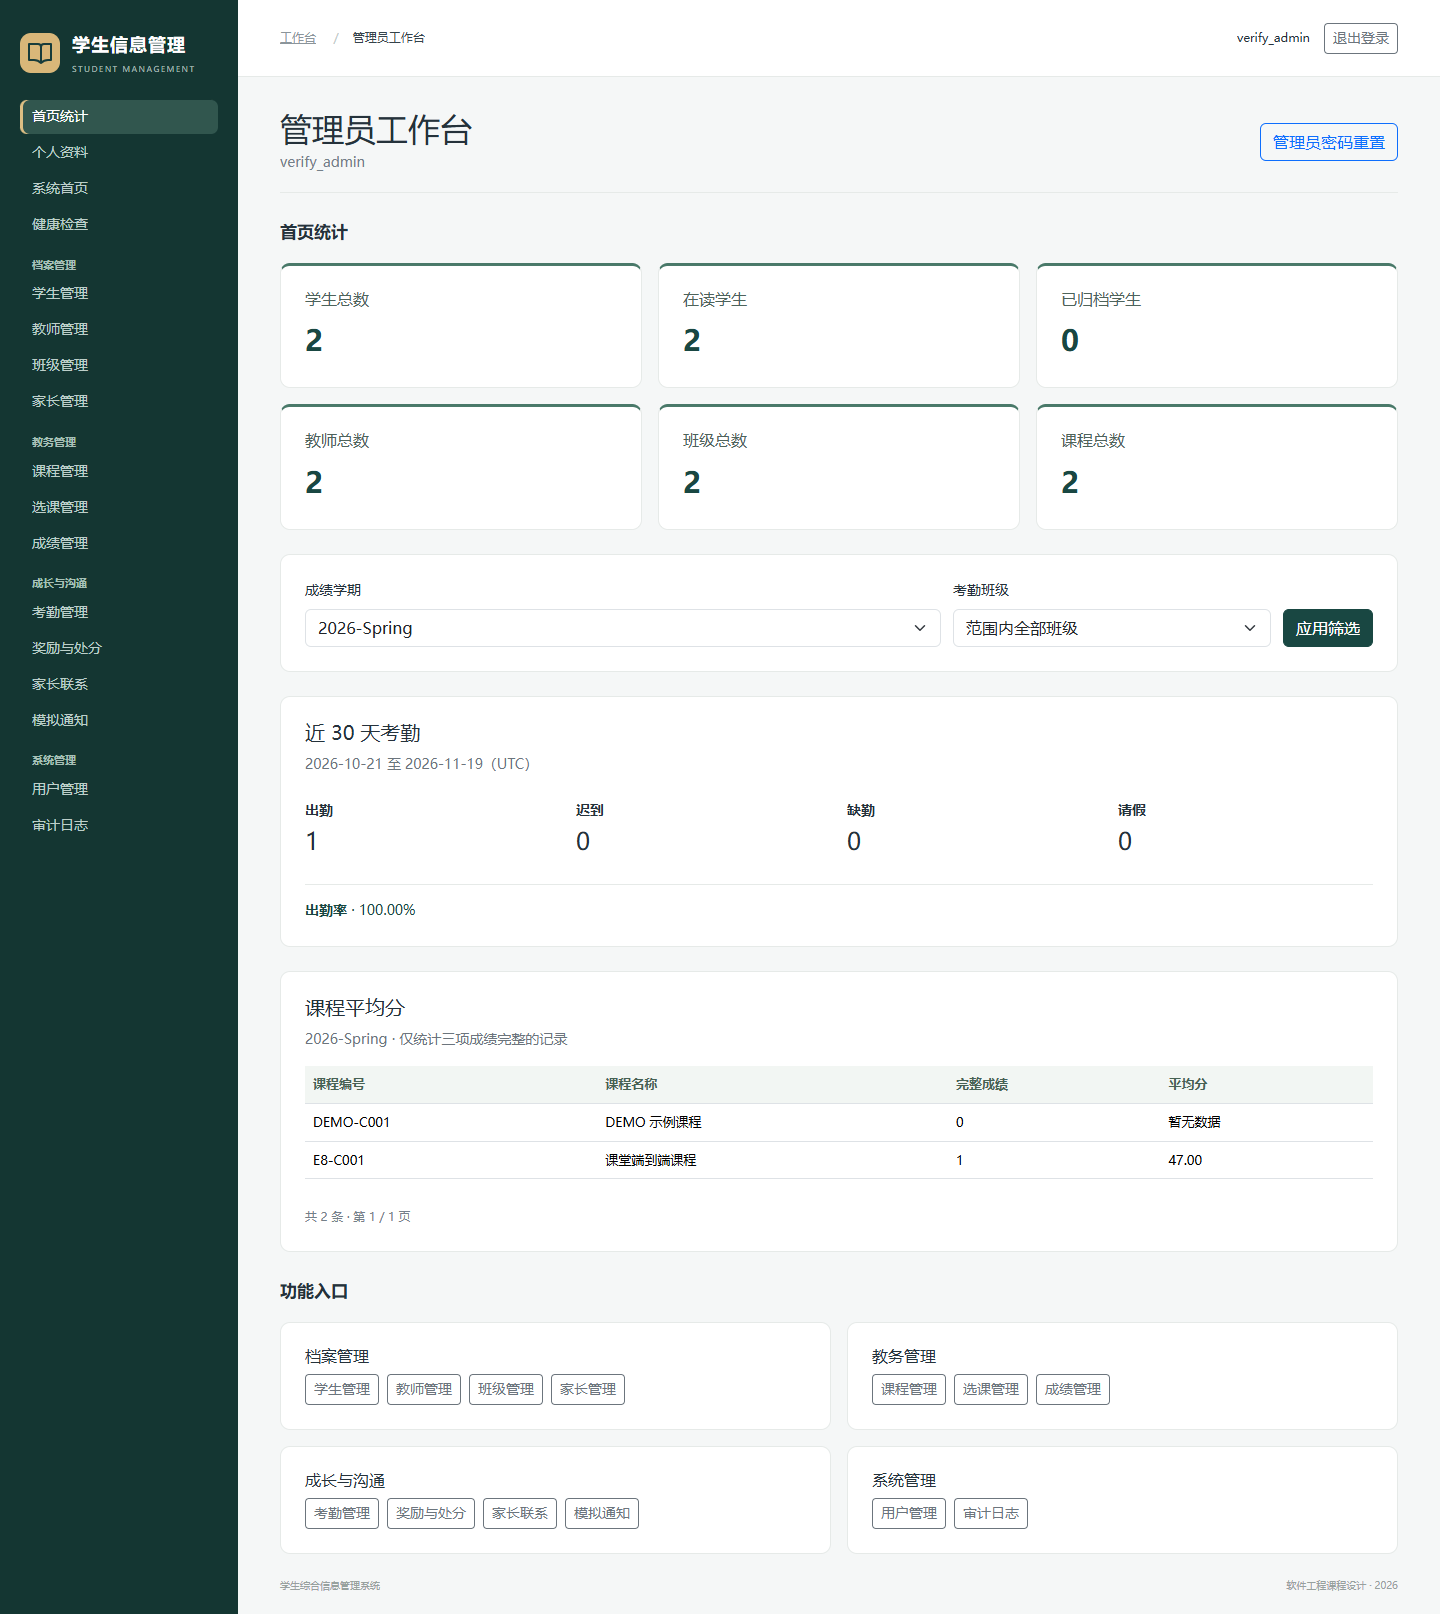 学生信息管理
STUDENT MANAGEMENT
首页统计
个人资料
系统首页
健康检查
档案管理
学生管理
教师管理
班级管理
家长管理
教务管理
课程管理
选课管理
成绩管理
成长与沟通
考勤管理
奖励与处分
家长联系
模拟通知
系统管理
用户管理
审计日志
工作台 / 管理员工作台
verify_admin 退出登录
管理员工作台
verify_admin
管理员密码重置
首页统计
学生总数 在读学生 已归档学生
2 2 0
教师总数 班级总数 课程总数
2 2 2
成绩学期 考勤班级
2026-Spring 范围内全部班级 应用筛选
近 30 天考勤
2026-10-21 至 2026-11-19（UTC）
出勤 迟到 缺勤 请假
1 0 0 0
出勤率 · 100.00%
课程平均分
2026-Spring · 仅统计三项成绩完整的记录
课程编号 课程名称 完整成绩 平均分
DEMO-C001 DEMO 示例课程 0 暂无数据
E8-C001 课堂端到端课程 1 47.00
共 2 条 · 第 1 / 1 页
功能入口
档案管理
学生管理 教师管理 班级管理 家长管理
教务管理
课程管理 选课管理 成绩管理
成长与沟通
考勤管理 奖励与处分 家长联系 模拟通知
系统管理
用户管理 审计日志
学生综合信息管理系统 软件工程课程设计 · 2026